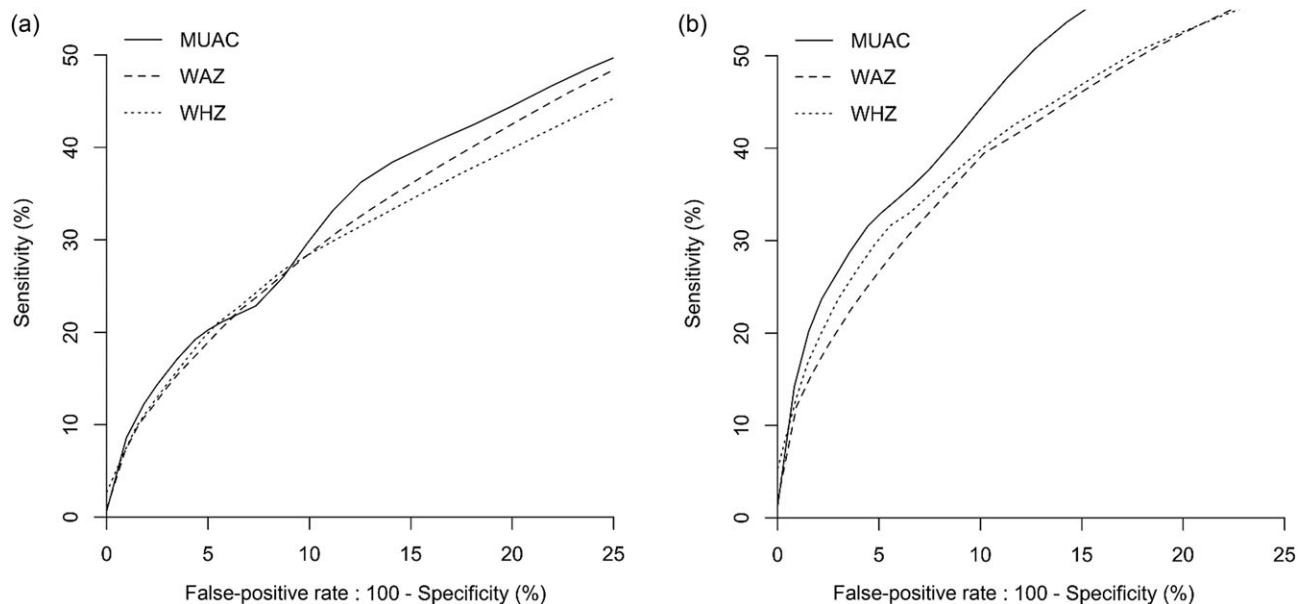 (a)
MUAC
WAZ
WHZ
50
40
30
20
10
0
Sensitivity (%)
0 5 10 15 20 25
False-positive rate : 100 - Specificity (%)
(b)
MUAC
WAZ
WHZ
50
40
30
20
10
0
Sensitivity (%)
0 5 10 15 20 25
False-positive rate : 100 - Specificity (%)